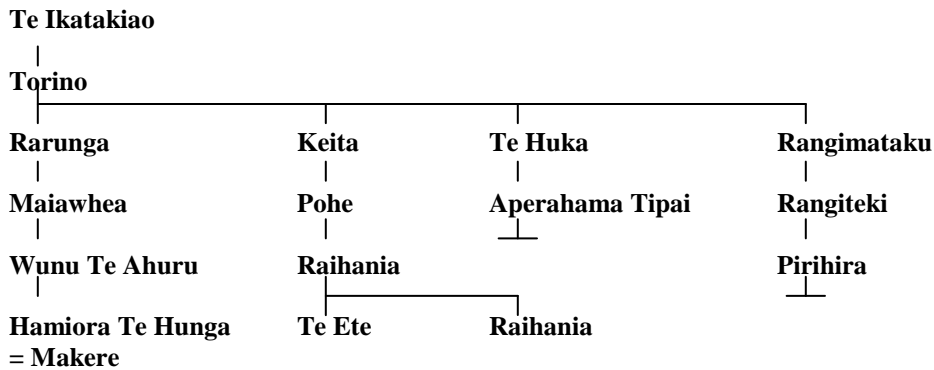 Te Ikatakiao
Torino
Rarunga Keita Te Huka Rangimataku
Maiawhea Pohe Aperahama Tipai Rangiteki
Wunu Te Ahuru Raihania Pirihira
Hamiora Te Hunga Te Ete Raihania
= Makere